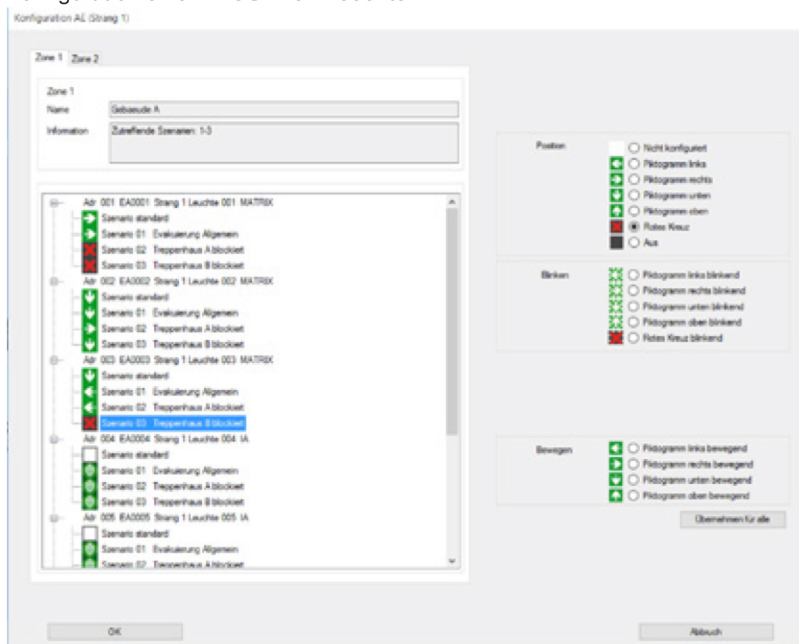 Konfiguration AE (Strang 1)
Zone 1 Zone 2
Zone 1
Name Gebaeude A
Information Zutreffende Szenarien: 1-3
Adr 001 EA0001 Strang 1 Leuchte 001 MATRIX
Szenario standard
Szenario 01 Evakuierung Allgemein
Szenario 02 Treppenhaus A blockiert
Szenario 03 Treppenhaus B blockiert
Adr 002 EA0002 Strang 1 Leuchte 002 MATRIX
Szenario standard
Szenario 01 Evakuierung Allgemein
Szenario 02 Treppenhaus A blockiert
Szenario 03 Treppenhaus B blockiert
Adr 003 EA0003 Strang 1 Leuchte 003 MATRIX
Szenario standard
Szenario 01 Evakuierung Allgemein
Szenario 02 Treppenhaus A blockiert
Szenario 03 Treppenhaus B blockiert
Adr 004 EA0004 Strang 1 Leuchte 004 IA
Szenario standard
Szenario 01 Evakuierung Allgemein
Szenario 02 Treppenhaus A blockiert
Szenario 03 Treppenhaus B blockiert
Adr 005 EA0005 Strang 1 Leuchte 005 IA
Szenario standard
Szenario 01 Evakuierung Allgemein
Szenario 02 Treppenhaus A blockiert
Position
Nicht konfiguriert
Piktogramm links
Piktogramm rechts
Piktogramm unten
Piktogramm oben
Rotes Kreuz
Aus
Blinken
Piktogramm links blinkend
Piktogramm rechts blinkend
Piktogramm unten blinkend
Piktogramm oben blinkend
Rotes Kreuz blinkend
Bewegen
Piktogramm links bewegend
Piktogramm rechts bewegend
Piktogramm unten bewegend
Piktogramm oben bewegend
Übernehmen für alle
OK
Abbruch